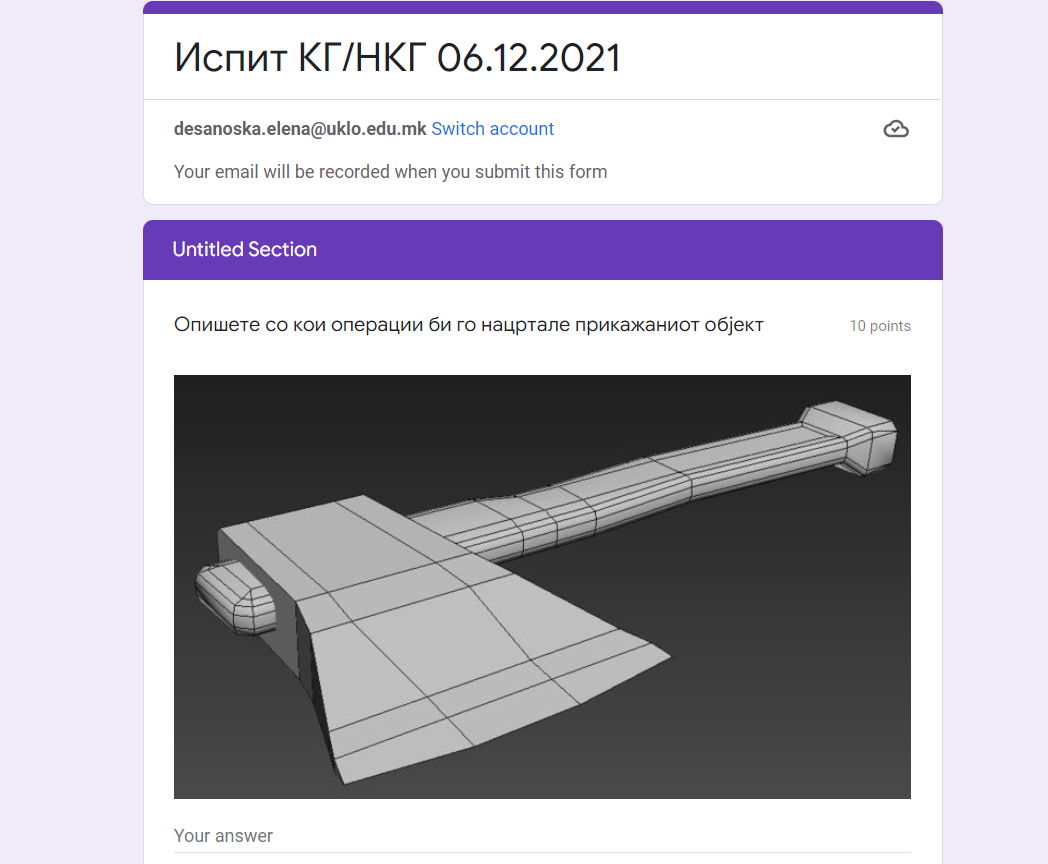 Испит КГ/НКГ 06.12.2021
desanoska.elena@uklo.edu.mk Switch account
Your email will be recorded when you submit this form
Untitled Section
Опишете со кои операции би го нацртале прикажаниот објект 10 points
Your answer